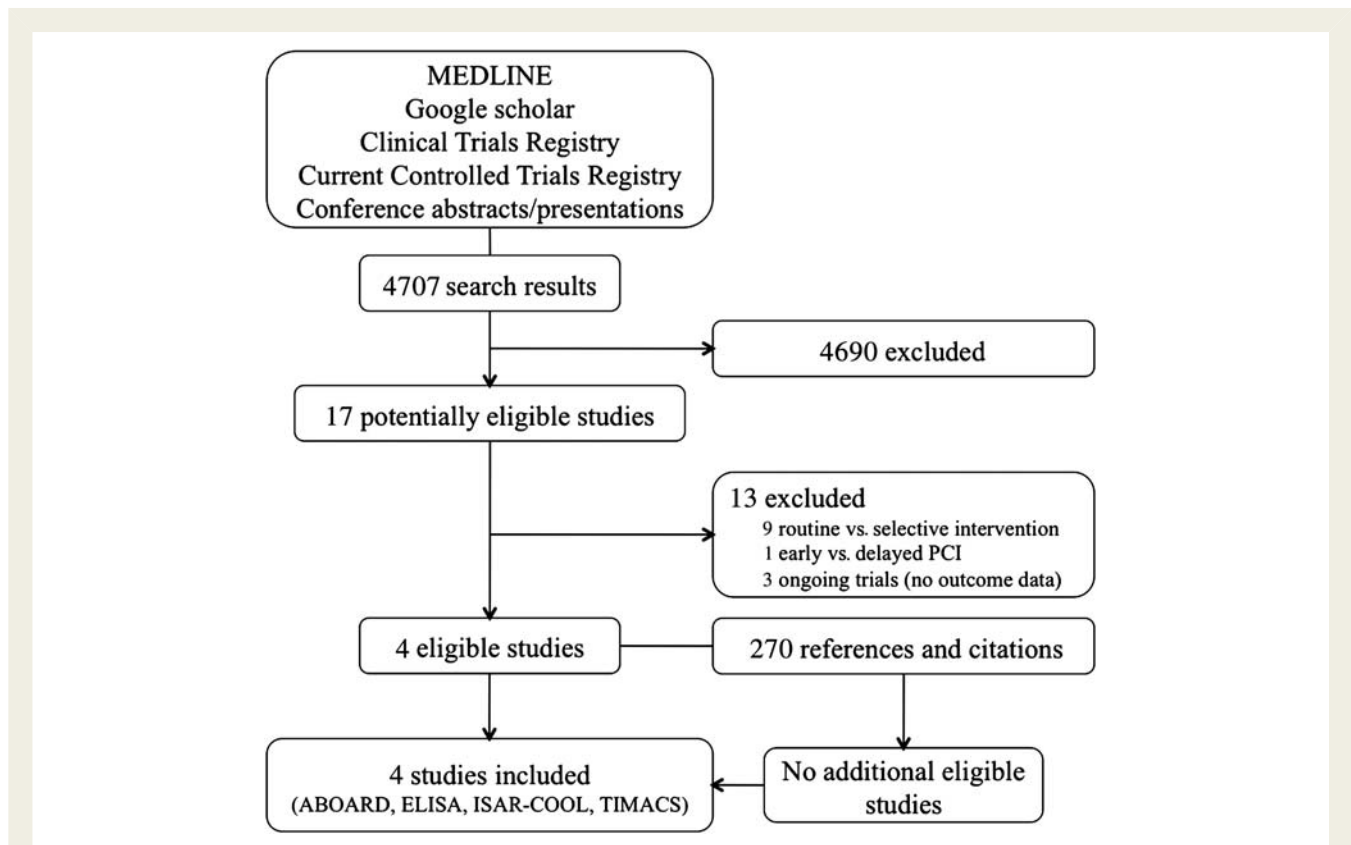 MEDLINE
Google scholar
Clinical Trials Registry
Current Controlled Trials Registry
Conference abstracts/presentations
4707 search results
4690 excluded
17 potentially eligible studies
13 excluded
9 routine vs. selective intervention
1 early vs. delayed PCI
3 ongoing trials (no outcome data)
4 eligible studies
270 references and citations
4 studies included
(ABOARD, ELISA, ISAR-COOL, TIMACS)
No additional eligible
studies